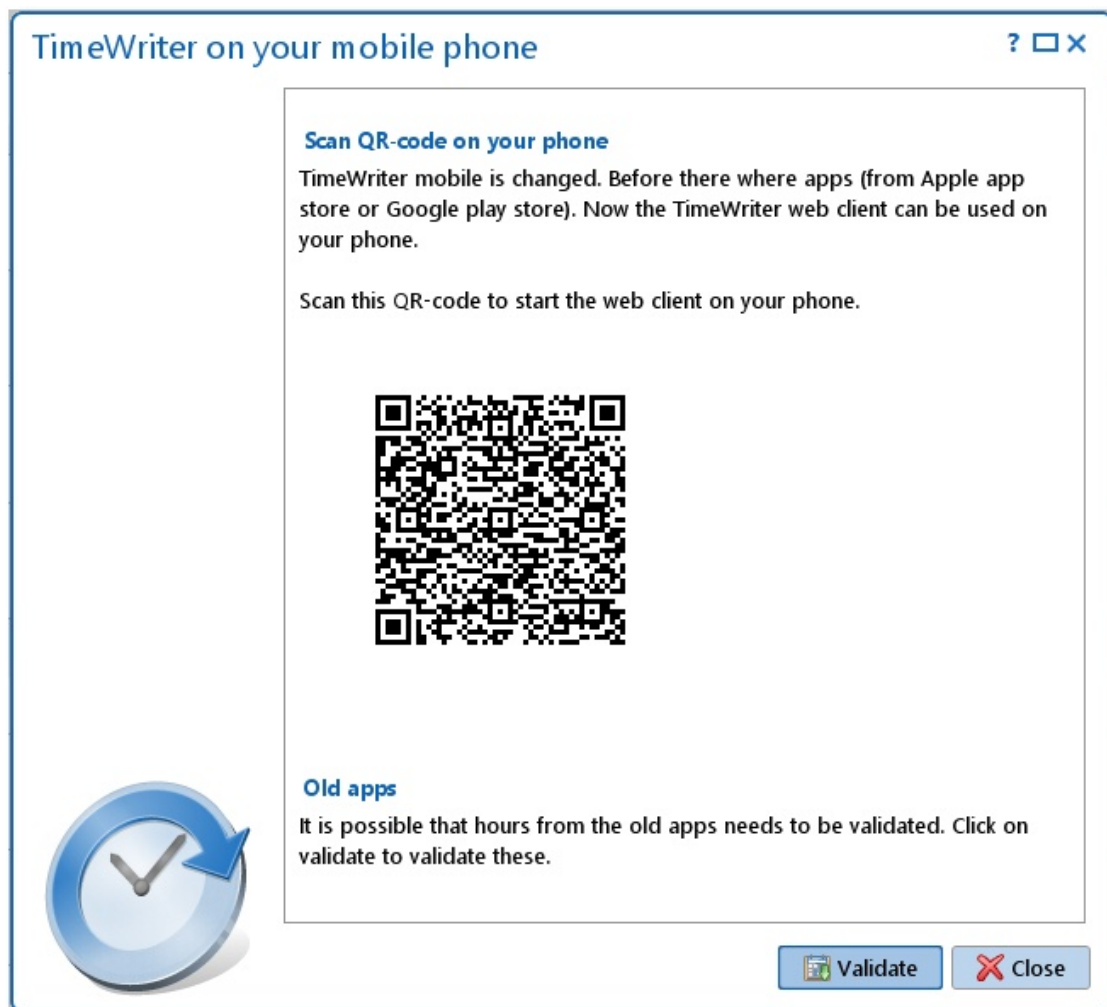 TimeWriter on your mobile phone
?
Scan QR-code on your phone
TimeWriter mobile is changed. Before there where apps (from Apple app
store or Google play store). Now the TimeWriter web client can be used on
your phone.
Scan this QR-code to start the web client on your phone.
Old apps
It is possible that hours from the old apps needs to be validated. Click on
validate to validate these.
Validate
Close